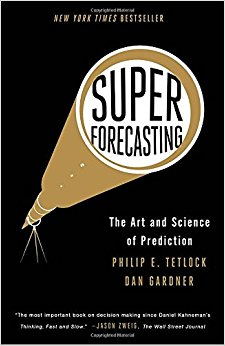 NEW YORK TIMES BESTSELLER
SUPER
FORECASTING
The Art and Science
of Prediction
PHILIP E. TETLOCK
DAN GARDNER
"The most important book on decision making since Daniel Kahneman's
Thinking, Fast and Slow." —JASON ZWEIG, The Wall Street Journal